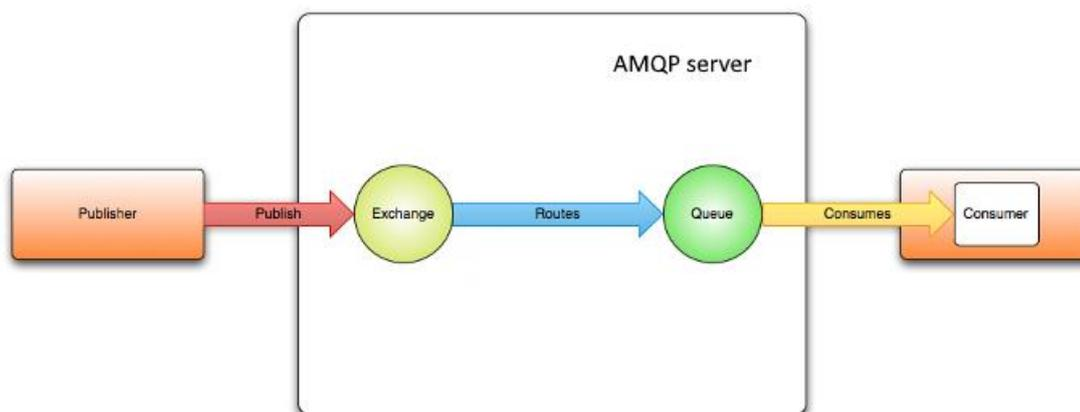 AMQP server
Publisher
Publish
Exchange
Routes
Queue
Consumes
Consumer